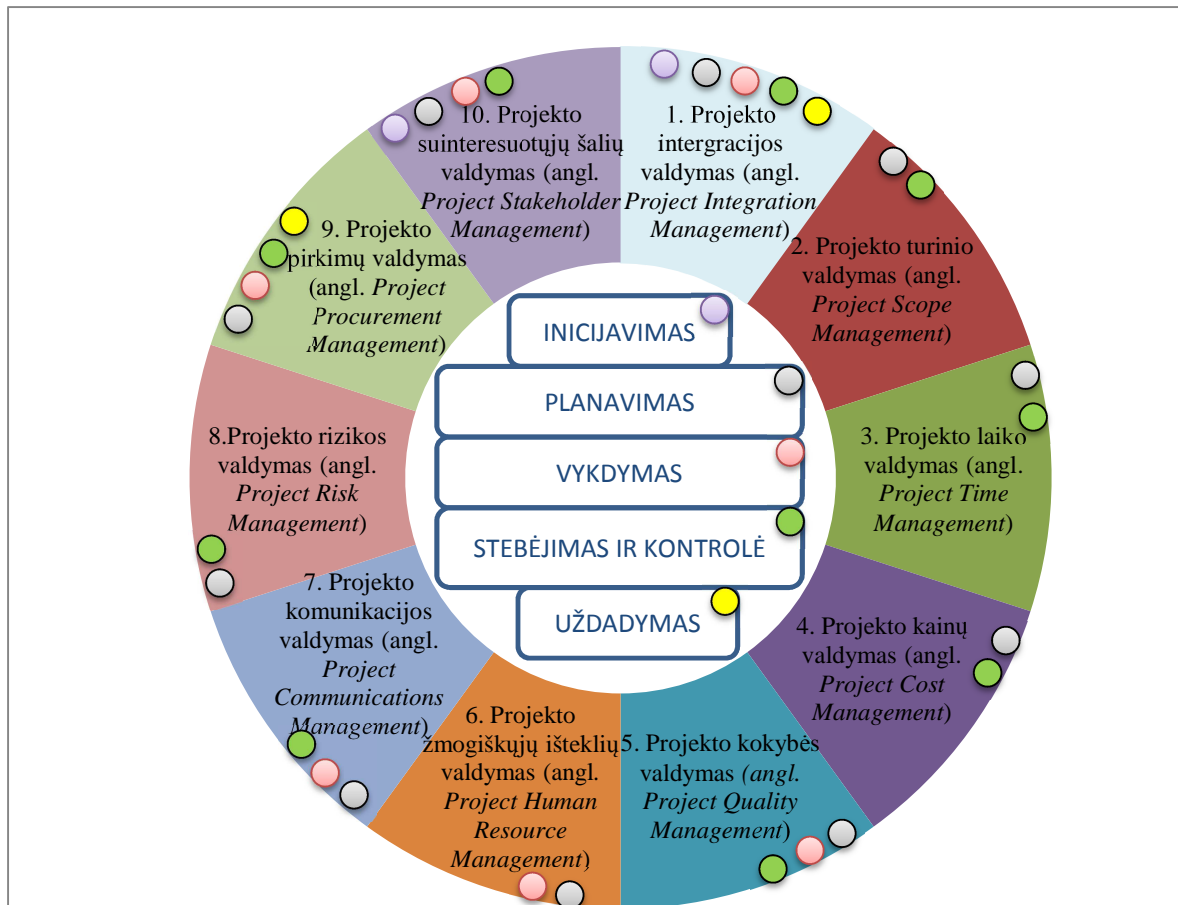 1. Projekto
intergracijos
valdymas (angl.
Project Integration
Management)
2. Projekto turinio
valdymas (angl.
Project Scope
Management)
3. Projekto laiko
valdymas (angl.
Project Time
Management)
4. Projekto kainų
valdymas (angl.
Project Cost
Management)
5. Projekto kokybės
valdymas (angl.
Project Quality
Management)
6. Projekto
žmogiškųjų išteklių
valdymas (angl.
Project Human
Resource
Management)
7. Projekto
komunikacijos
valdymas (angl.
Project
Communications
Management)
8.Projekto rizikos
valdymas (angl.
Project Risk
Management)
9. Projekto
pirkimų valdymas
(angl. Project
Procurement
Management)
10. Projekto
suinteresuotųjų šalių
valdymas (angl.
Project Stakeholder
Management)
INICIJAVIMAS
PLANAVIMAS
VYKDYMAS
STEBĖJIMAS IR KONTROLĖ
UŽDADYMAS